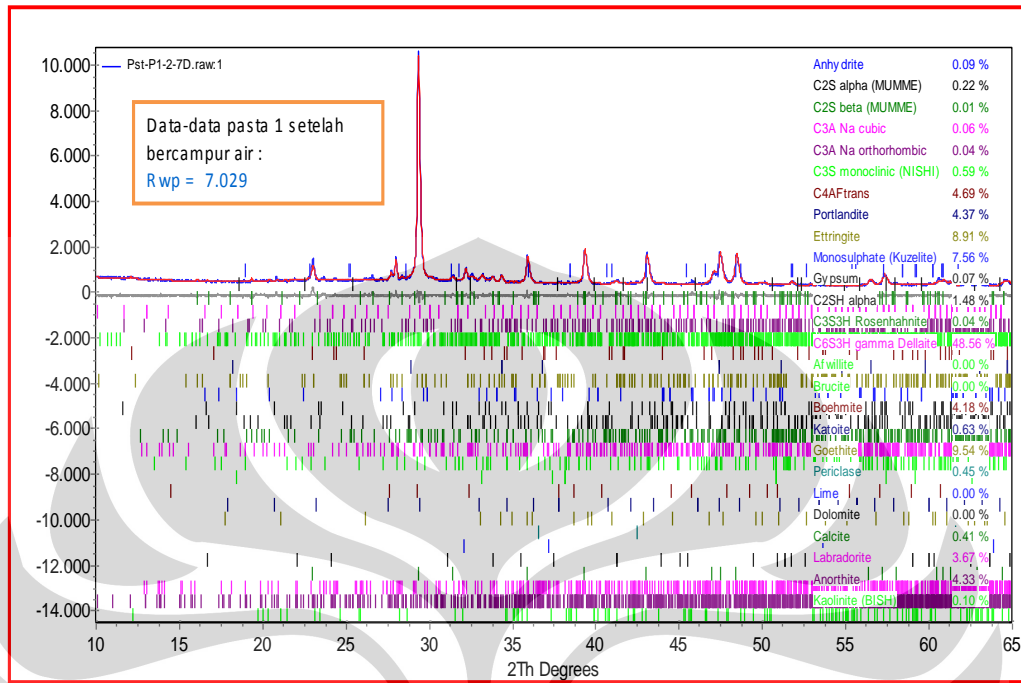 10.000
8.000
6.000
4.000
2.000
0
-2.000
-4.000
-6.000
-8.000
-10.000
-12.000
-14.000
Pst-P1-2-7D.raw:1
Data-data pasta 1 setelah
bercampur air :
Rwp = 7.029
Anhydrite 0.09 %
C2S alpha (MUMME) 0.22 %
C2S beta (MUMME) 0.01 %
C3A Na cubic 0.06 %
C3A Na orthorhombic 0.04 %
C3S monoclinic (NISHI) 0.59 %
C4AFtrans 4.69 %
Portlandite 4.37 %
Ettringite 8.91 %
Monosulphate (Kuzelite) 7.56 %
Gypsum 0.07 %
C2SH alpha 1.48 %
C3S3H Rosenhahnite 0.04 %
C6S3H gamma Dellaite 48.56 %
Afwillite 0.00 %
Brucite 0.00 %
Boehmite 4.18 %
Katoite 0.63 %
Goethite 9.54 %
Periclase 0.45 %
Lime 0.00 %
Dolomite 0.00 %
Calcite 0.41 %
Labradorite 3.67 %
Anorthite 4.33 %
Kaolinite (BISH) 0.10 %
10 15 20 25 30 35 40 45 50 55 60 65
2Th Degrees